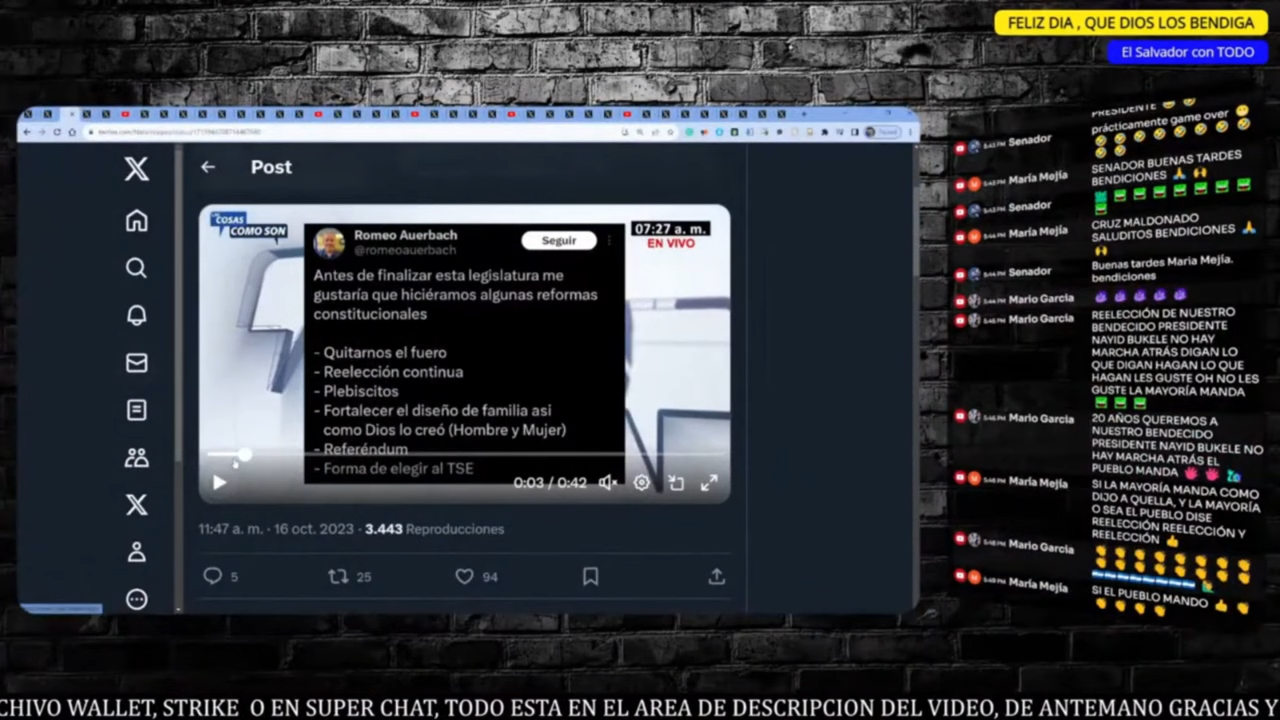 FELIZ DIA , QUE DIOS LOS BENDIGA
El Salvador con TODO
Post
LAS COSAS
COMO SON
07:27 a. m.
EN VIVO
Romeo Auerbach
@romeoauerbach
Seguir
Antes de finalizar esta legislatura me
gustaría que hiciéramos algunas reformas
constitucionales
- Quitarnos el fuero
- Reelección continua
- Plebiscitos
- Fortalecer el diseño de familia asi
como Dios lo creó (Hombre y Mujer)
- Referéndum
- Forma de elegir al TSE
0:03 / 0:42
11:47 a. m. · 16 oct. 2023 · 3.443 Reproducciones
5
25
94
PRESIDENTE 
prácticamente game over
Senador
SENADOR BUENAS TARDES
BENDICIONES
María Mejía
Senador
CRUZ MALDONADO
SALUDITOS BENDICIONES
María Mejía
Buenas tardes Maria Mejía.
bendiciones
Senador
Mario Garcia
Mario Garcia
REELECCIÓN DE NUESTRO
BENDECIDO PRESIDENTE
NAYID BUKELE NO HAY
MARCHA ATRÁS DIGAN LO
QUE DIGAN HAGAN LO QUE
HAGAN LES GUSTE OH NO LES
GUSTE LA MAYORÍA MANDA
Mario Garcia
20 AÑOS QUEREMOS A
NUESTRO BENDECIDO
PRESIDENTE NAYID BUKELE NO
HAY MARCHA ATRÁS EL
PUEBLO MANDA
María Mejía
SI LA MAYORÍA MANDA COMO
DIJO A QUELLA, Y LA MAYORÍA
O SEA EL PUEBLO DISE
REELECCIÓN REELECCIÓN Y
REELECCIÓN
Mario Garcia
María Mejía
SI EL PUEBLO MANDO
CHIVO WALLET, STRIKE O EN SUPER CHAT, TODO ESTA EN EL AREA DE DESCRIPCION DEL VIDEO, DE ANTEMANO GRACIAS Y